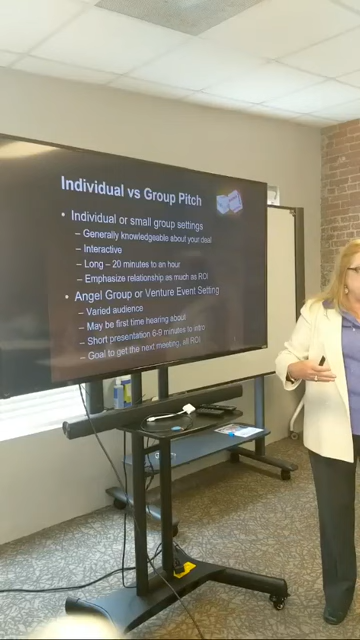 Individual vs Group Pitch
• Individual or small group settings
– Generally knowledgeable about your deal
– Interactive
– Long – 20 minutes to an hour
– Emphasize relationship as much as ROI
• Angel Group or Venture Event Setting
– Varied audience
– May be first time hearing about
– Short presentation 6-9 minutes to intro
– Goal to get the next meeting, all ROI